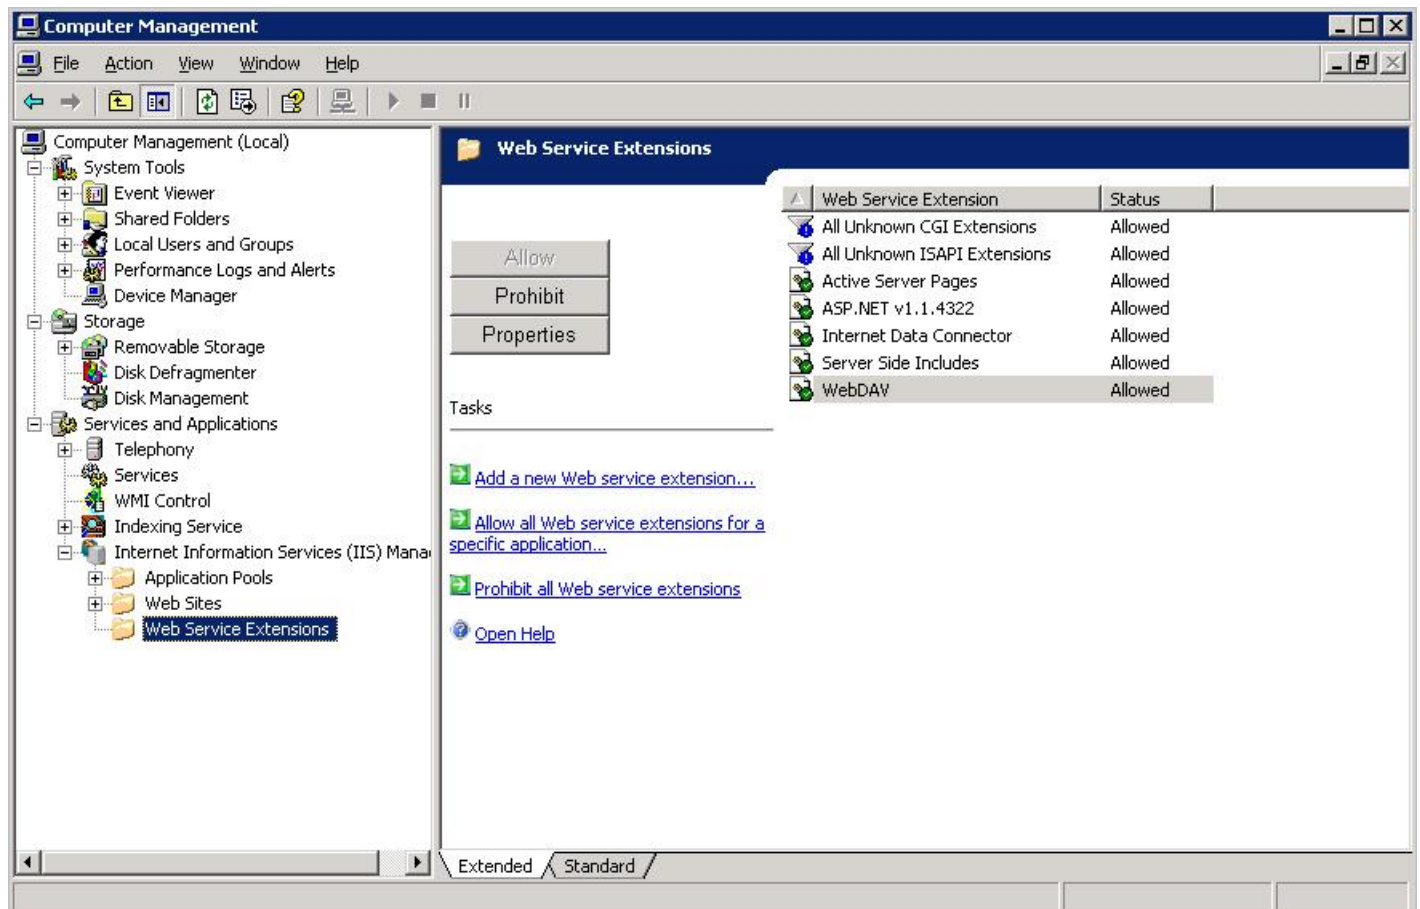 Computer Management
File Action View Window Help
Computer Management (Local)
System Tools
Event Viewer
Shared Folders
Local Users and Groups
Performance Logs and Alerts
Device Manager
Storage
Removable Storage
Disk Defragmenter
Disk Management
Services and Applications
Telephony
Services
WMI Control
Indexing Service
Internet Information Services (IIS) Mana
Application Pools
Web Sites
Web Service Extensions
Web Service Extensions
Allow
Prohibit
Properties
Tasks
Add a new Web service extension...
Allow all Web service extensions for a
specific application...
Prohibit all Web service extensions
Open Help
Web Service Extension Status
All Unknown CGI Extensions Allowed
All Unknown ISAPI Extensions Allowed
Active Server Pages Allowed
ASP.NET v1.1.4322 Allowed
Internet Data Connector Allowed
Server Side Includes Allowed
WebDAV Allowed
Extended Standard